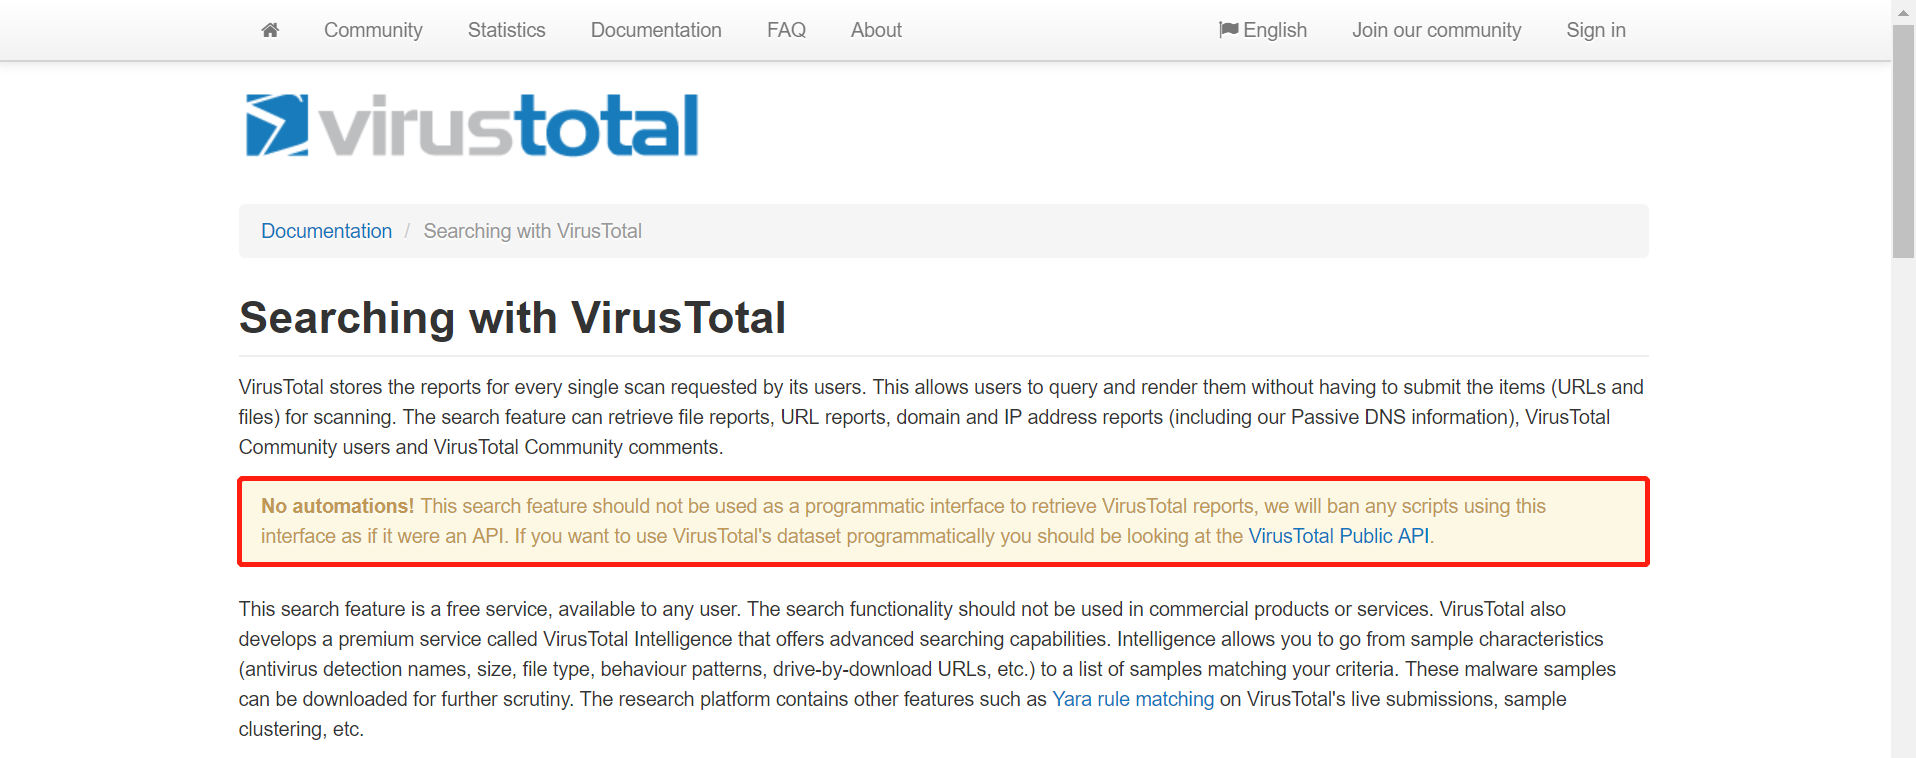 Community Statistics Documentation FAQ About English Join our community Sign in
virustotal
Documentation / Searching with VirusTotal
Searching with VirusTotal
VirusTotal stores the reports for every single scan requested by its users. This allows users to query and render them without having to submit the items (URLs and
files) for scanning. The search feature can retrieve file reports, URL reports, domain and IP address reports (including our Passive DNS information), VirusTotal
Community users and VirusTotal Community comments.
No automations! This search feature should not be used as a programmatic interface to retrieve VirusTotal reports, we will ban any scripts using this
interface as if it were an API. If you want to use VirusTotal's dataset programmatically you should be looking at the VirusTotal Public API.
This search feature is a free service, available to any user. The search functionality should not be used in commercial products or services. VirusTotal also
develops a premium service called VirusTotal Intelligence that offers advanced searching capabilities. Intelligence allows you to go from sample characteristics
(antivirus detection names, size, file type, behaviour patterns, drive-by-download URLs, etc.) to a list of samples matching your criteria. These malware samples
can be downloaded for further scrutiny. The research platform contains other features such as Yara rule matching on VirusTotal's live submissions, sample
clustering, etc.